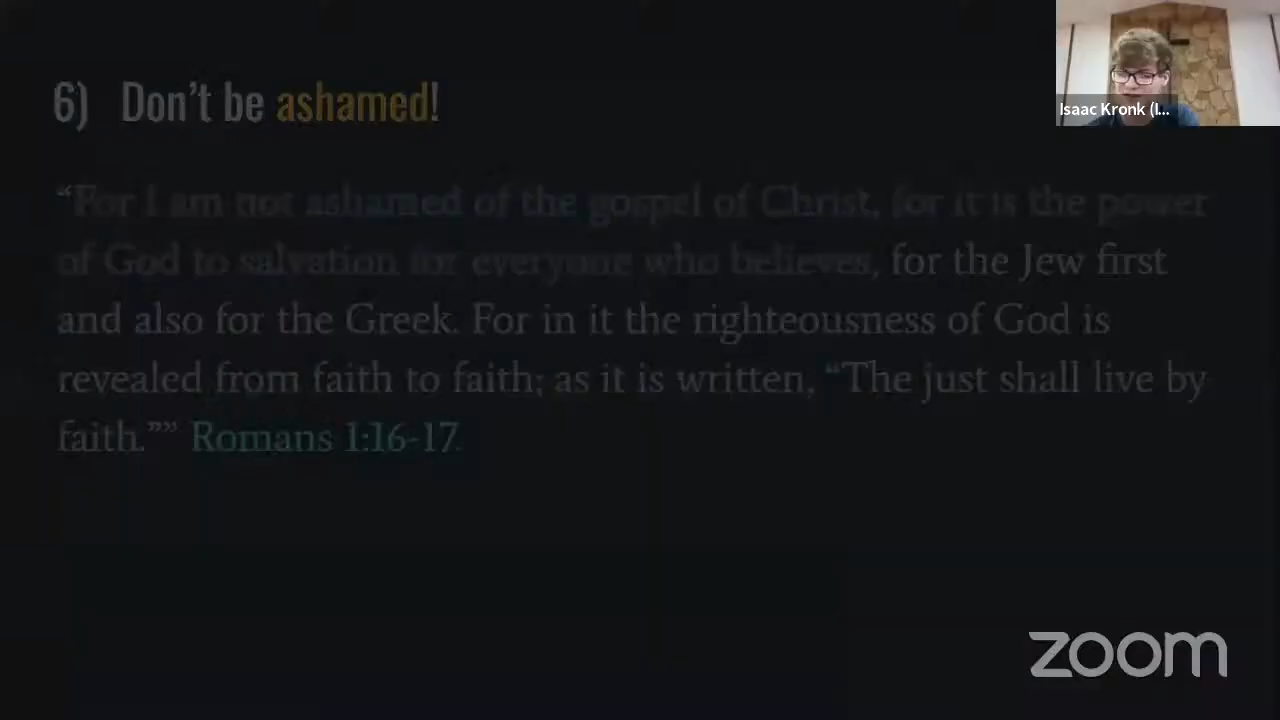 6) Don’t be ashamed!
“For I am not ashamed of the gospel of Christ, for it is the power
of God to salvation for everyone who believes, for the Jew first
and also for the Greek. For in it the righteousness of God is
revealed from faith to faith; as it is written, “The just shall live by
faith.”” Romans 1:16-17.
Isaac Kronk (I...
zoom